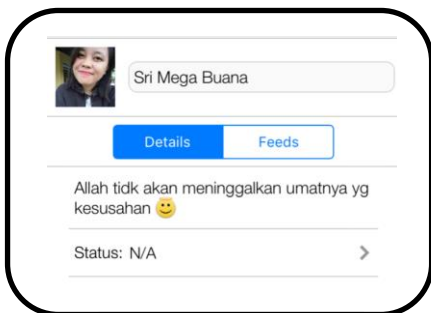 Sri Mega Buana
Details
Feeds
Allah tidk akan meninggalkan umatnya yg
kesusahan 😊
Status: N/A